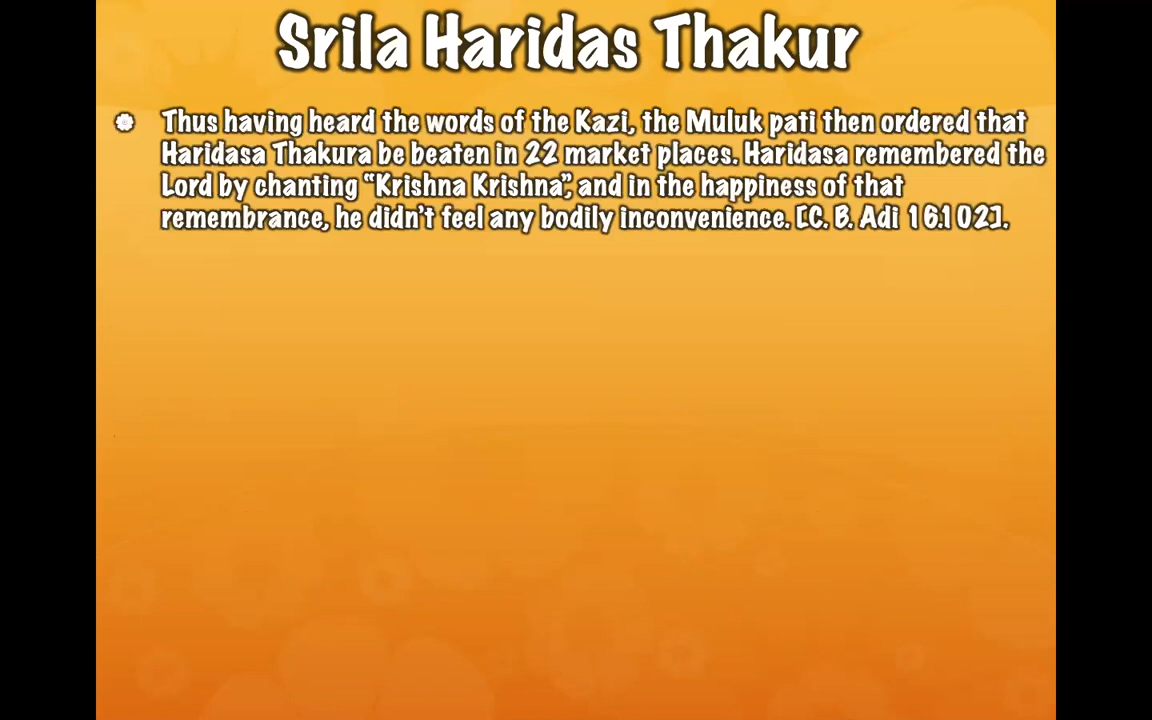 Srila Haridas Thakur
Thus having heard the words of the Kazi, the Muluk pati then ordered that
Haridasa Thakura be beaten in 22 market places. Haridasa remembered the
Lord by chanting “Krishna Krishna”, and in the happiness of that
remembrance, he didn’t feel any bodily inconvenience. [C. B. Adi 16.102].